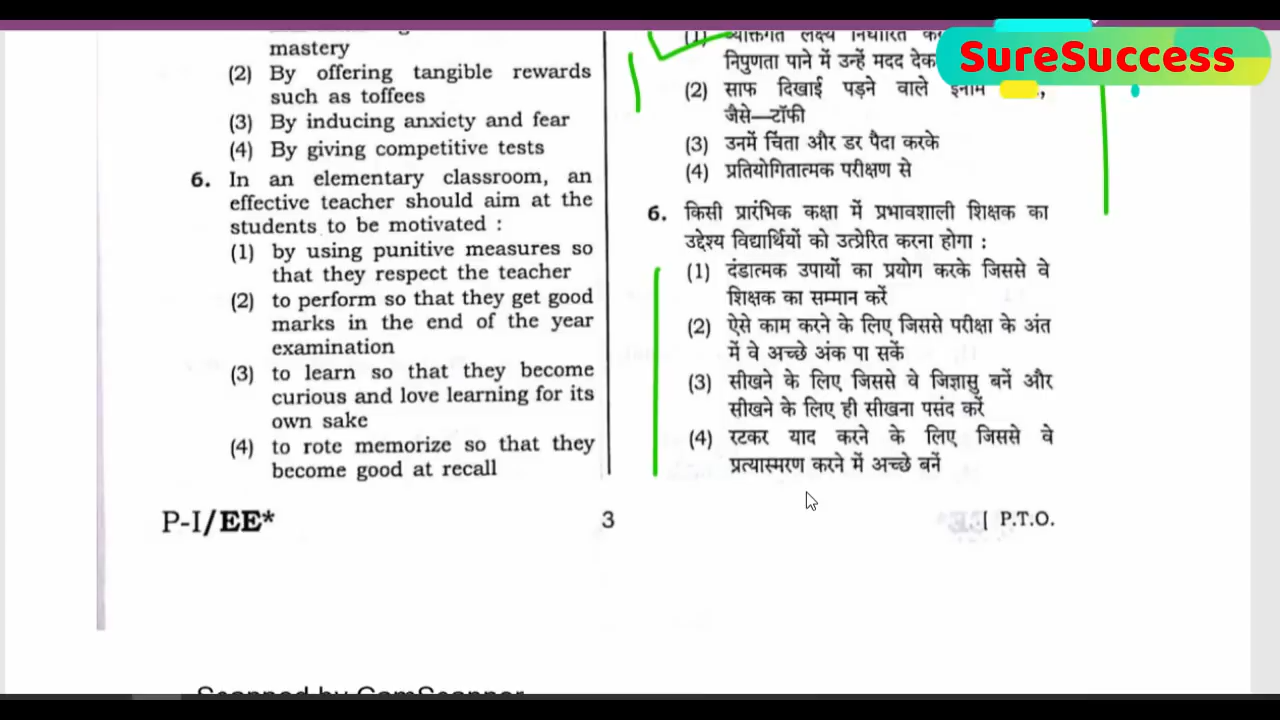 mastery
(2) By offering tangible rewards
such as toffees
(3) By inducing anxiety and fear
(4) By giving competitive tests
6. In an elementary classroom, an
effective teacher should aim at the
students to be motivated :
(1) by using punitive measures so
that they respect the teacher
(2) to perform so that they get good
marks in the end of the year
examination
(3) to learn so that they become
curious and love learning for its
own sake
(4) to rote memorize so that they
become good at recall
(1) व्यक्तिगत लक्ष्य निर्धारित
निपुणता पाने में उन्हें मदद देक
(2) साफ दिखाई पड़ने वाले इनाम
जैसे—टॉफी
(3) उनमें चिंता और डर पैदा करके
(4) प्रतियोगितात्मक परीक्षण से
6. किसी प्रारंभिक कक्षा में प्रभावशाली शिक्षक का
उद्देश्य विद्यार्थियों को उत्प्रेरित करना होगा :
(1) दंडात्मक उपायों का प्रयोग करके जिससे वे
शिक्षक का सम्मान करें
(2) ऐसे काम करने के लिए जिससे परीक्षा के अंत
में वे अच्छे अंक पा सकें
(3) सीखने के लिए जिससे वे जिज्ञासु बनें और
सीखने के लिए ही सीखना पसंद करें
(4) रटकर याद करने के लिए जिससे वे
प्रत्यास्मरण करने में अच्छे बनें
SureSuccess
P-I/EE*
3
[ P.T.O.
Scanned by CamScanner